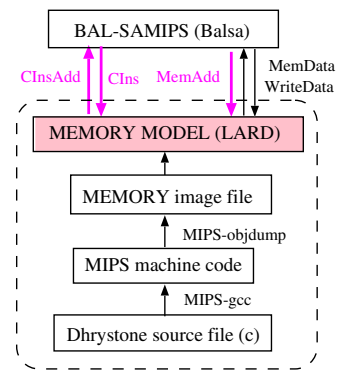 BAL-SAMIPS (Balsa)
CInsAdd
CIns
MemAdd
MemData
WriteData
MEMORY MODEL (LARD)
MEMORY image file
MIPS-objdump
MIPS machine code
MIPS-gcc
Dhrystone source file (c)